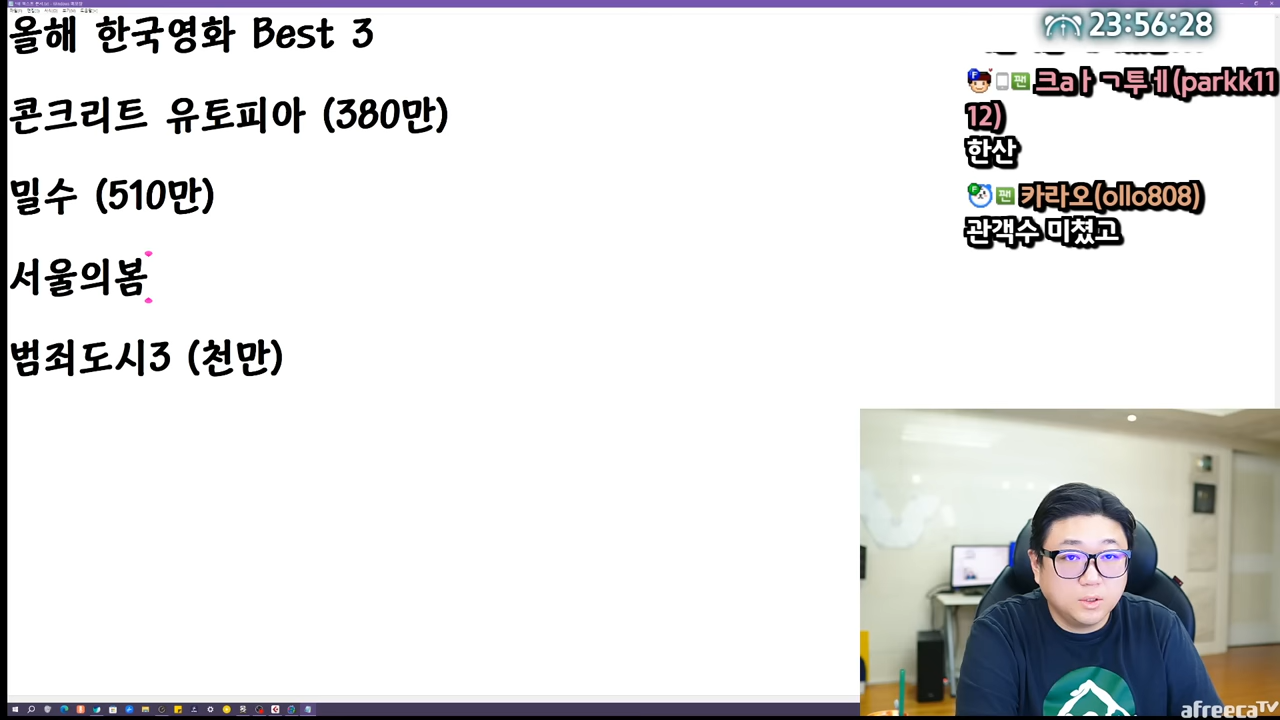 올해 한국영화 Best 3
콘크리트 유토피아 (380만)
밀수 (510만)
서울의봄
범죄도시3 (천만)
23:56:28
팬 크aㅏㄱ투ㅔ(parkk11
12)
한산
팬 카라오(ollo808)
관객수 미쳤고
afreecaTV